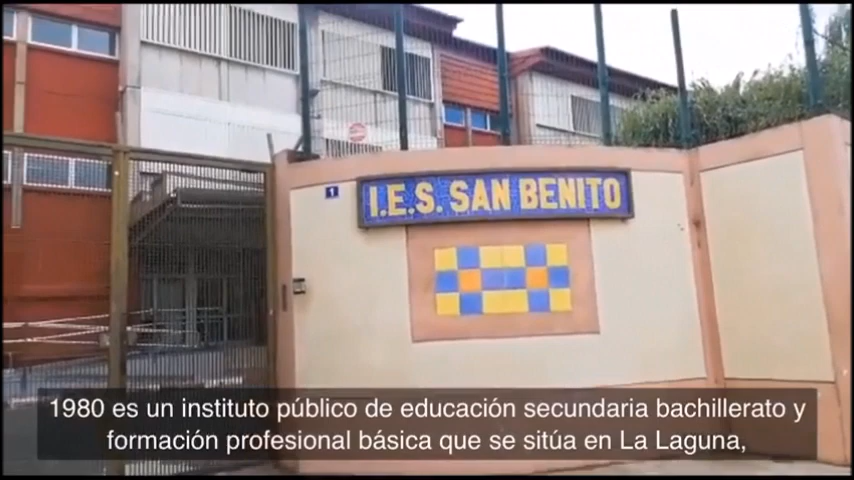 1
I.E.S. SAN BENITO
1980 es un instituto público de educación secundaria bachillerato y
formación profesional básica que se sitúa en La Laguna,